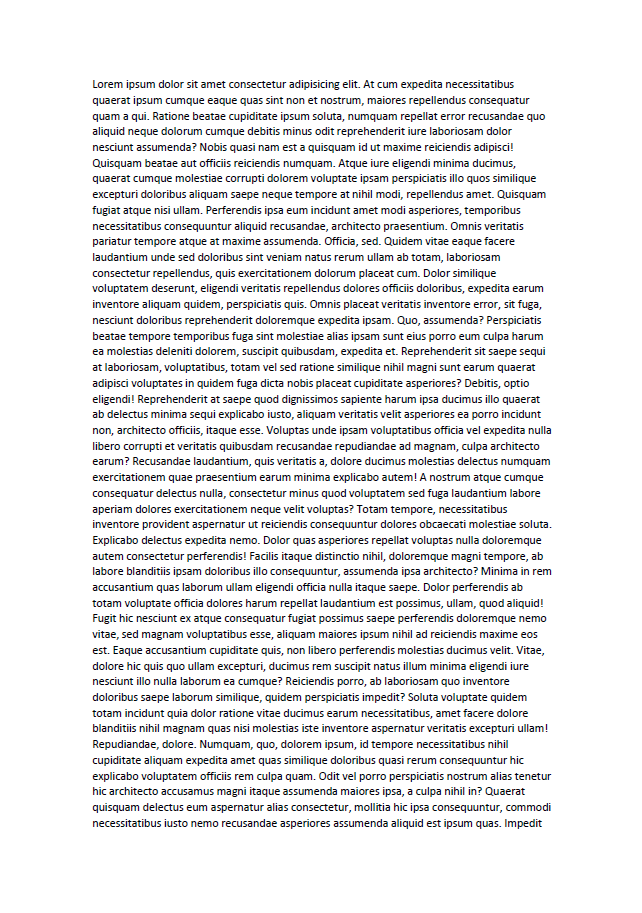 Lorem ipsum dolor sit amet consectetur adipisicing elit. At cum expedita necessitatibus
quaerat ipsum cumque eaque quas sint non et nostrum, maiores repellendus consequatur
quam a qui. Ratione beatae cupiditate ipsum soluta, numquam repellat error recusandae quo
aliquid neque dolorum cumque debitis minus odit reprehenderit iure laboriosam dolor
nesciunt assumenda? Nobis quasi nam est a quisquam id ut maxime reiciendis adipisci!
Quisquam beatae aut officiis reiciendis numquam. Atque iure eligendi minima ducimus,
quaerat cumque molestiae corrupti dolorem voluptate ipsam perspiciatis illo quos similique
excepturi doloribus aliquam saepe neque tempore at nihil modi, repellendus amet. Quisquam
fugiat atque nisi ullam. Perferendis ipsa eum incidunt amet modi asperiores, temporibus
necessitatibus consequuntur aliquid recusandae, architecto praesentium. Omnis veritatis
pariatur tempore atque at maxime assumenda. Officia, sed. Quidem vitae eaque facere
laudantium unde sed doloribus sint veniam natus rerum ullam ab totam, laboriosam
consectetur repellendus, quis exercitationem dolorum placeat cum. Dolor similique
voluptatem deserunt, eligendi veritatis repellendus dolores officiis doloribus, expedita earum
inventore aliquam quidem, perspiciatis quis. Omnis placeat veritatis inventore error, sit fuga,
nesciunt doloribus reprehenderit doloremque expedita ipsam. Quo, assumenda? Perspiciatis
beatae tempore temporibus fuga sint molestiae alias ipsam sunt eius porro eum culpa harum
ea molestias deleniti dolorem, suscipit quibusdam, expedita et. Reprehenderit sit saepe sequi
at laboriosam, voluptatibus, totam vel sed ratione similique nihil magni sunt earum quaerat
adipisci voluptates in quidem fuga dicta nobis placeat cupiditate asperiores? Debitis, optio
eligendi! Reprehenderit at saepe quod dignissimos sapiente harum ipsa ducimus illo quaerat
ab delectus minima sequi explicabo iusto, aliquam veritatis velit asperiores ea porro incidunt
non, architecto officiis, itaque esse. Voluptas unde ipsam voluptatibus officia vel expedita nulla
libero corrupti et veritatis quibusdam recusandae repudiandae ad magnam, culpa architecto
earum? Recusandae laudantium, quis veritatis a, dolore ducimus molestias delectus numquam
exercitationem quae praesentium earum minima explicabo autem! A nostrum atque cumque
consequatur delectus nulla, consectetur minus quod voluptatem sed fuga laudantium labore
aperiam dolores exercitationem neque velit voluptas? Totam tempore, necessitatibus
inventore provident aspernatur ut reiciendis consequuntur dolores obcaecati molestiae soluta.
Explicabo delectus expedita nemo. Dolor quas asperiores repellat voluptas nulla doloremque
autem consectetur perferendis! Facilis itaque distinctio nihil, doloremque magni tempore, ab
labore blanditiis ipsam doloribus illo consequuntur, assumenda ipsa architecto? Minima in rem
accusantium quas laborum ullam eligendi officia nulla itaque saepe. Dolor perferendis ab
totam voluptate officia dolores harum repellat laudantium est possimus, ullam, quod aliquid!
Fugit hic nesciunt ex atque consequatur fugiat possimus saepe perferendis doloremque nemo
vitae, sed magnam voluptatibus esse, aliquam maiores ipsum nihil ad reiciendis maxime eos
est. Eaque accusantium cupiditate quis, non libero perferendis molestias ducimus velit. Vitae,
dolore hic quis quo ullam excepturi, ducimus rem suscipit natus illum minima eligendi iure
nesciunt illo nulla laborum ea cumque? Reiciendis porro, ab laboriosam quo inventore
doloribus saepe laborum similique, quidem perspiciatis impedit? Soluta voluptate quidem
totam incidunt quia dolor ratione vitae ducimus earum necessitatibus, amet facere dolore
blanditiis nihil magnam quas nisi molestias iste inventore aspernatur veritatis excepturi ullam!
Repudiandae, dolore. Numquam, quo, dolorem ipsum, id tempore necessitatibus nihil
cupiditate aliquam expedita amet quas similique doloribus quasi rerum consequuntur hic
explicabo voluptatem officiis rem culpa quam. Odit vel porro perspiciatis nostrum alias tenetur
hic architecto accusamus magni itaque assumenda maiores ipsa, a culpa nihil in? Quaerat
quisquam delectus eum aspernatur alias consectetur, mollitia hic ipsa consequuntur, commodi
necessitatibus iusto nemo recusandae asperiores assumenda aliquid est ipsum quas. Impedit